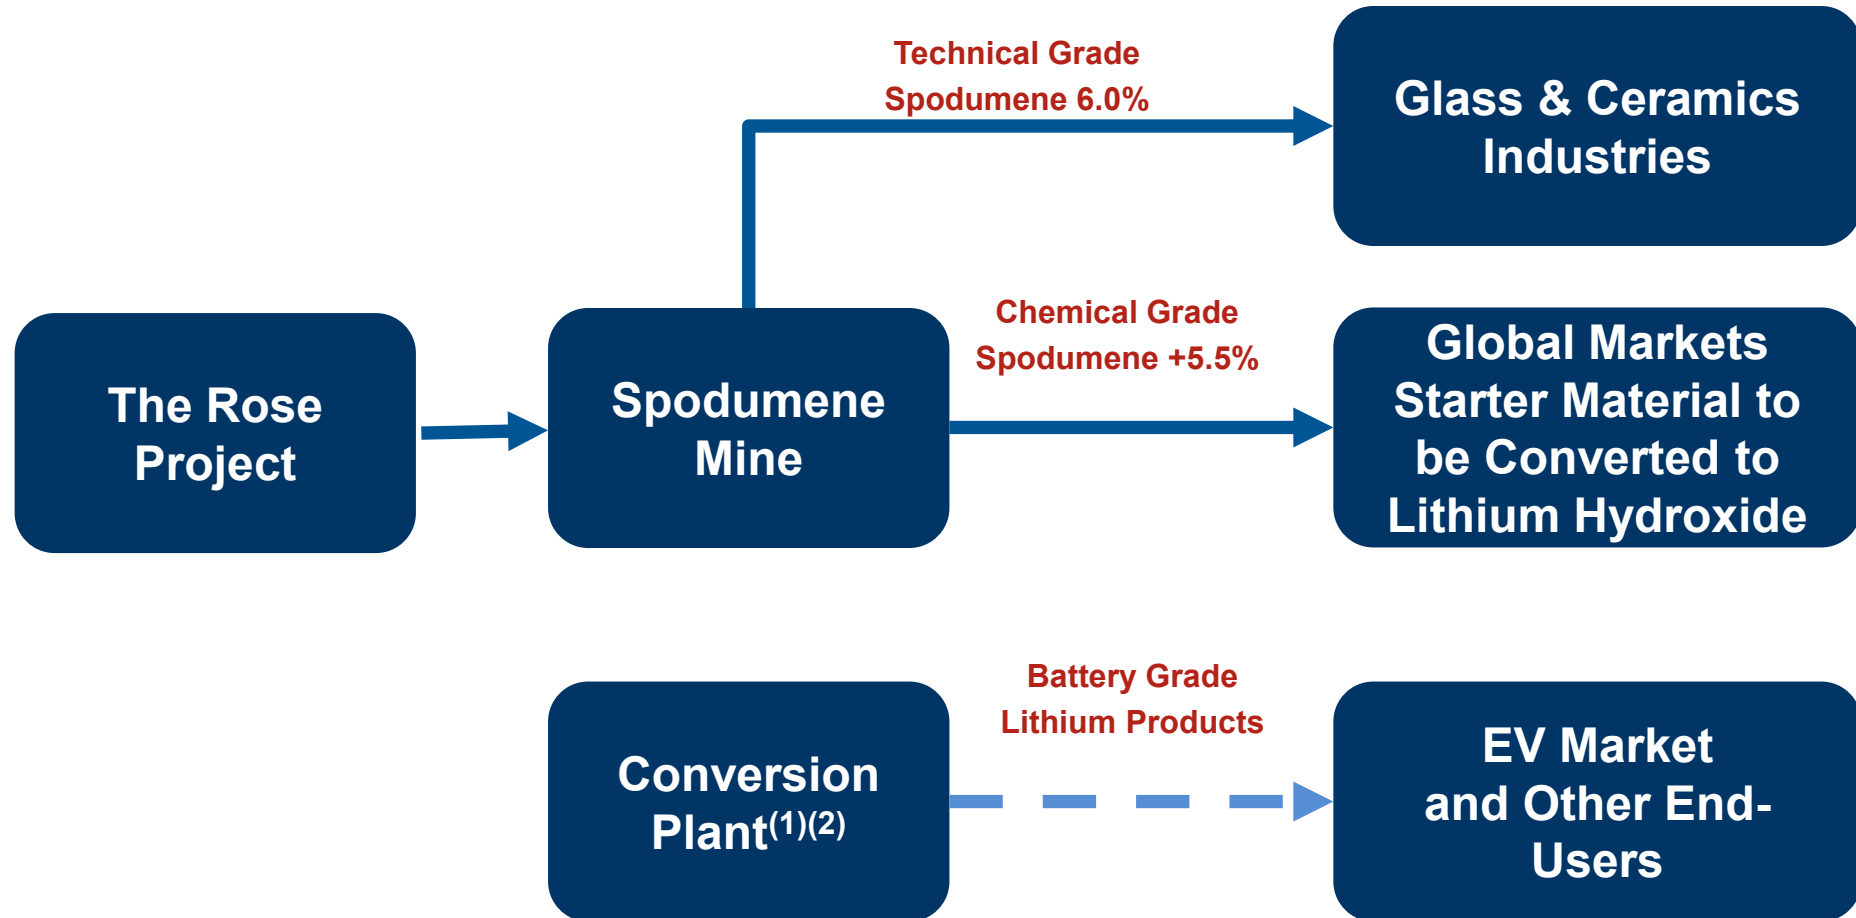 Technical Grade
Spodumene 6.0%
Glass & Ceramics
Industries
The Rose
Project
Spodumene
Mine
Chemical Grade
Spodumene +5.5%
Global Markets
Starter Material to
be Converted to
Lithium Hydroxide
Conversion
Plant(1)(2)
Battery Grade
Lithium Products
EV Market
and Other End-
Users